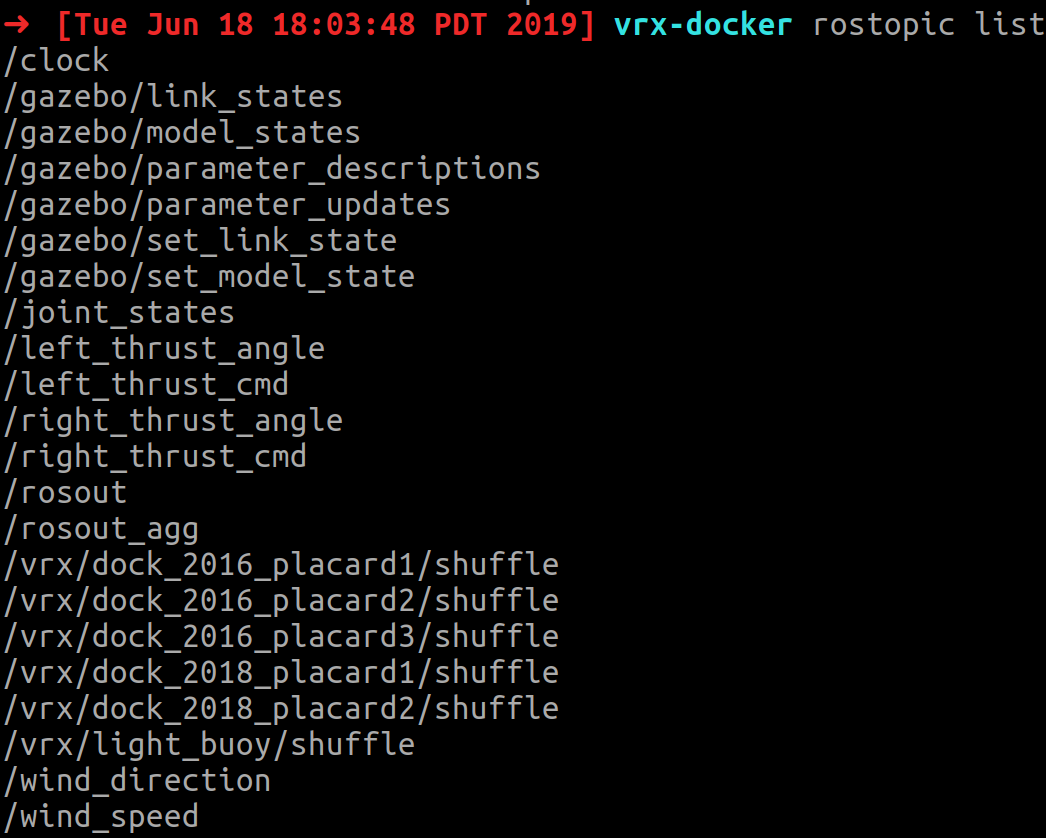 ➜ [Tue Jun 18 18:03:48 PDT 2019] vrx-docker rostopic list
/clock
/gazebo/link_states
/gazebo/model_states
/gazebo/parameter_descriptions
/gazebo/parameter_updates
/gazebo/set_link_state
/gazebo/set_model_state
/joint_states
/left_thrust_angle
/left_thrust_cmd
/right_thrust_angle
/right_thrust_cmd
/rosout
/rosout_agg
/vrx/dock_2016_placard1/shuffle
/vrx/dock_2016_placard2/shuffle
/vrx/dock_2016_placard3/shuffle
/vrx/dock_2018_placard1/shuffle
/vrx/dock_2018_placard2/shuffle
/vrx/light_buoy/shuffle
/wind_direction
/wind_speed